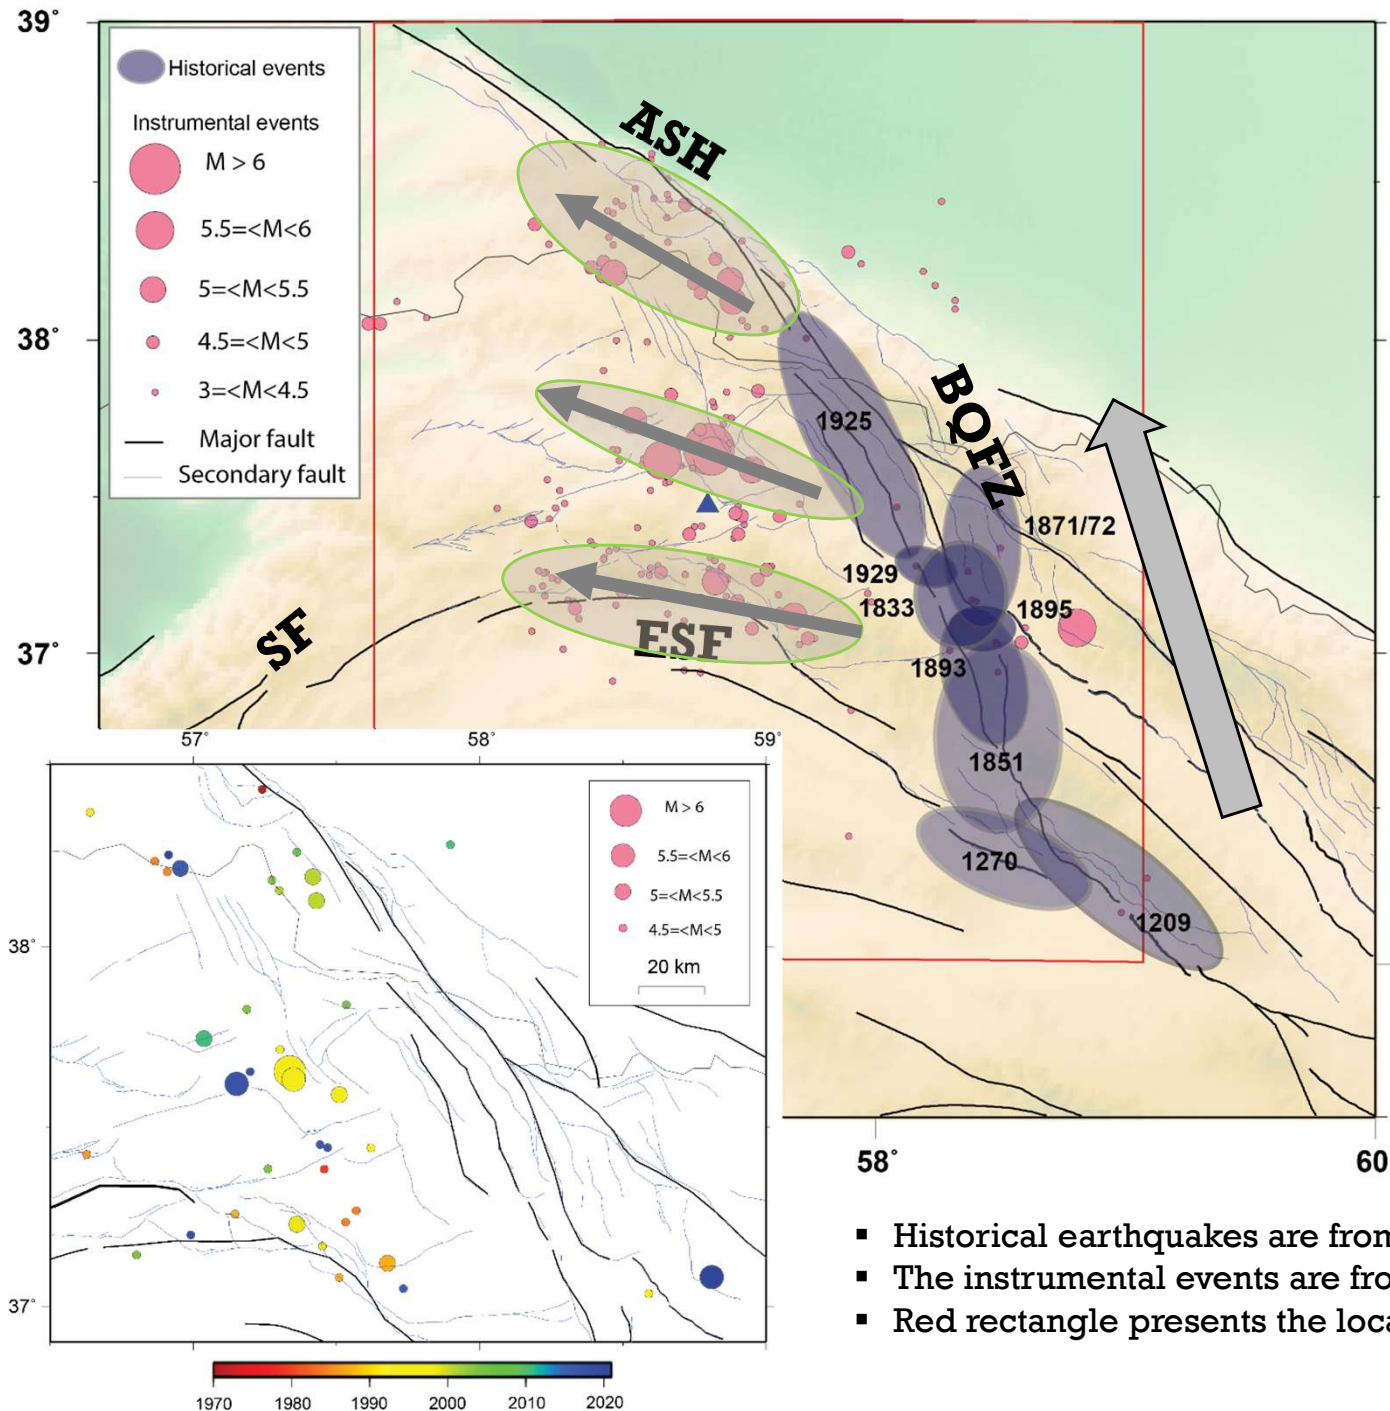 39°
38°
37°
Historical events
Instrumental events
M > 6
5.5=<M<6
5=<M<5.5
4.5=<M<5
3=<M<4.5
Major fault
Secondary fault
ASH
BQFZ
ESF
SF
1925
1871/72
1929
1833
1895
1893
1851
1270
1209
58°
60
57°
58°
59°
38°
37°
M > 6
5.5=<M<6
5=<M<5.5
4.5=<M<5
20 km
1970 1980 1990 2000 2010 2020
▪ Historical earthquakes are from
▪ The instrumental events are fro
▪ Red rectangle presents the loca